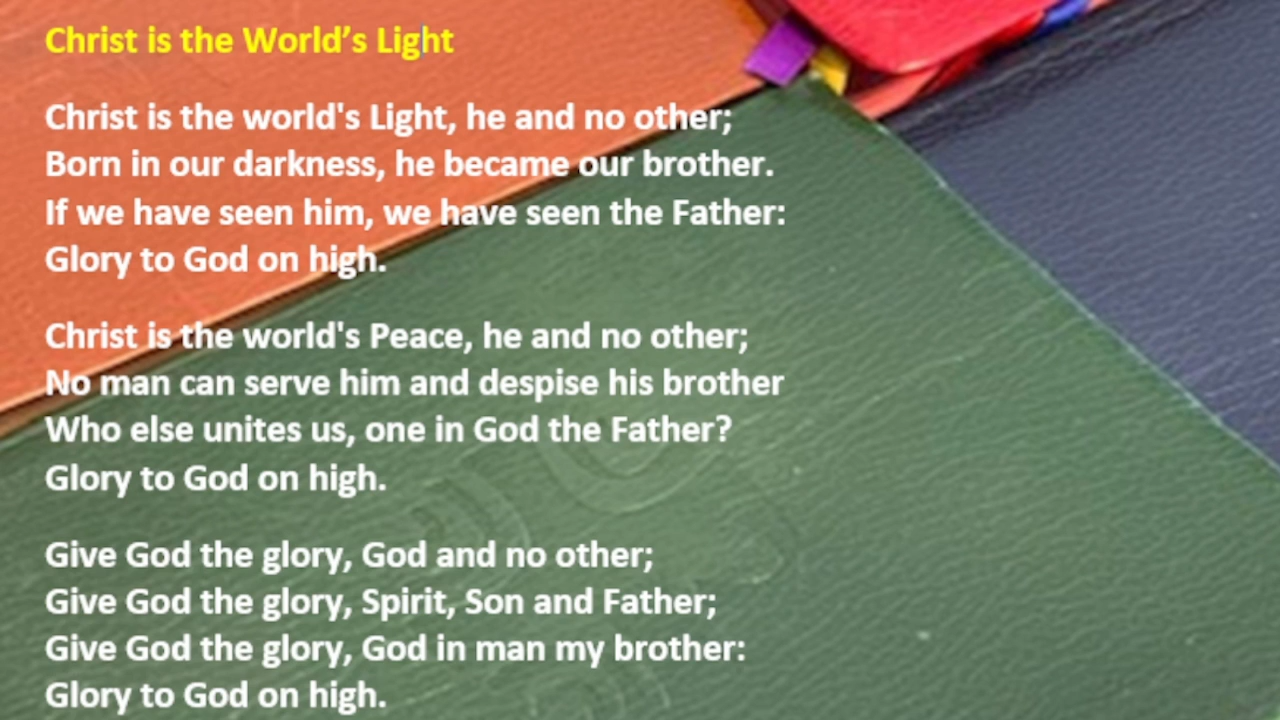 Christ is the World’s Light
Christ is the world's Light, he and no other;
Born in our darkness, he became our brother.
If we have seen him, we have seen the Father:
Glory to God on high.
Christ is the world's Peace, he and no other;
No man can serve him and despise his brother
Who else unites us, one in God the Father?
Glory to God on high.
Give God the glory, God and no other;
Give God the glory, Spirit, Son and Father;
Give God the glory, God in man my brother:
Glory to God on high.